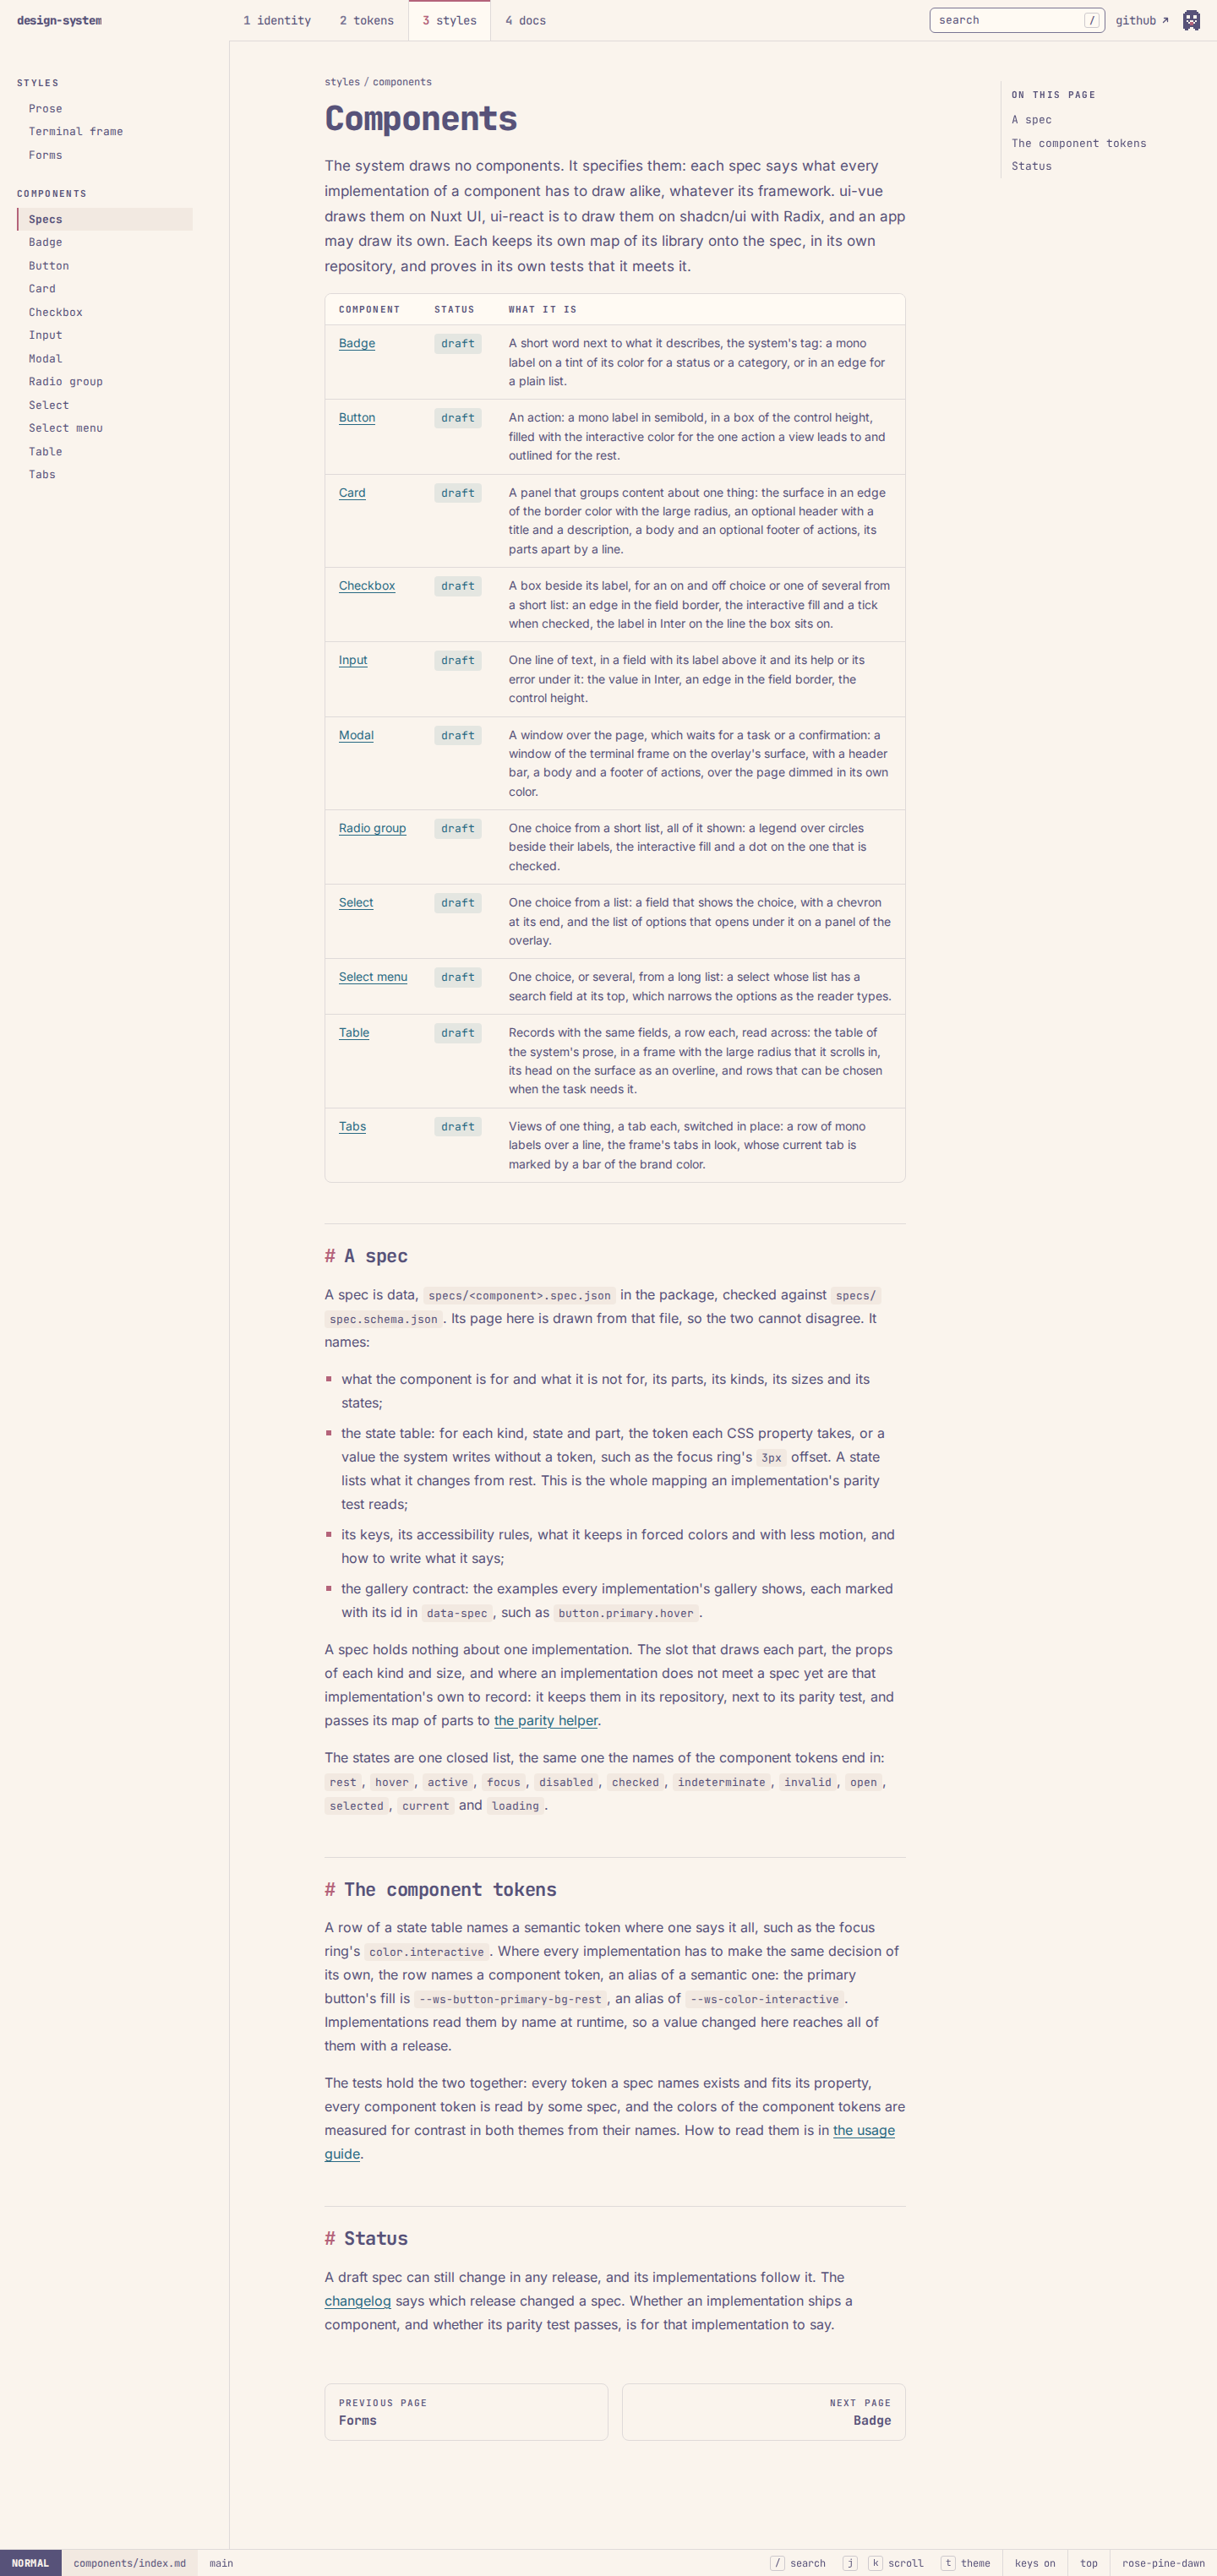 design-system
1 identity
2 tokens
3 styles
4 docs
search /
github ↗
STYLES
Prose
Terminal frame
Forms
COMPONENTS
Specs
Badge
Button
Card
Checkbox
Input
Modal
Radio group
Select
Select menu
Table
Tabs
styles / components
Components
The system draws no components. It specifies them: each spec says what every
implementation of a component has to draw alike, whatever its framework. ui-vue
draws them on Nuxt UI, ui-react is to draw them on shadcn/ui with Radix, and an app
may draw its own. Each keeps its own map of its library onto the spec, in its own
repository, and proves in its own tests that it meets it.
COMPONENT STATUS WHAT IT IS
Badge draft A short word next to what it describes, the system's tag: a mono
label on a tint of its color for a status or a category, or in an edge for
a plain list.
Button draft An action: a mono label in semibold, in a box of the control height,
filled with the interactive color for the one action a view leads to and
outlined for the rest.
Card draft A panel that groups content about one thing: the surface in an edge
of the border color with the large radius, an optional header with a
title and a description, a body and an optional footer of actions, its
parts apart by a line.
Checkbox draft A box beside its label, for an on and off choice or one of several from
a short list: an edge in the field border, the interactive fill and a tick
when checked, the label in Inter on the line the box sits on.
Input draft One line of text, in a field with its label above it and its help or its
error under it: the value in Inter, an edge in the field border, the
control height.
Modal draft A window over the page, which waits for a task or a confirmation: a
window of the terminal frame on the overlay's surface, with a header
bar, a body and a footer of actions, over the page dimmed in its own
color.
Radio group draft One choice from a short list, all of it shown: a legend over circles
beside their labels, the interactive fill and a dot on the one that is
checked.
Select draft One choice from a list: a field that shows the choice, with a chevron
at its end, and the list of options that opens under it on a panel of the
overlay.
Select menu draft One choice, or several, from a long list: a select whose list has a
search field at its top, which narrows the options as the reader types.
Table draft Records with the same fields, a row each, read across: the table of
the system's prose, in a frame with the large radius that it scrolls in,
its head on the surface as an overline, and rows that can be chosen
when the task needs it.
Tabs draft Views of one thing, a tab each, switched in place: a row of mono
labels over a line, the frame's tabs in look, whose current tab is
marked by a bar of the brand color.
# A spec
A spec is data, specs/<component>.spec.json in the package, checked against specs/
spec.schema.json. Its page here is drawn from that file, so the two cannot disagree. It
names:
what the component is for and what it is not for, its parts, its kinds, its sizes and its
states;
the state table: for each kind, state and part, the token each CSS property takes, or a
value the system writes without a token, such as the focus ring's 3px offset. A state
lists what it changes from rest. This is the whole mapping an implementation's parity
test reads;
its keys, its accessibility rules, what it keeps in forced colors and with less motion, and
how to write what it says;
the gallery contract: the examples every implementation's gallery shows, each marked
with its id in data-spec, such as button.primary.hover.
A spec holds nothing about one implementation. The slot that draws each part, the props
of each kind and size, and where an implementation does not meet a spec yet are that
implementation's own to record: it keeps them in its repository, next to its parity test, and
passes its map of parts to the parity helper.
The states are one closed list, the same one the names of the component tokens end in:
rest, hover, active, focus, disabled, checked, indeterminate, invalid, open,
selected, current and loading.
# The component tokens
A row of a state table names a semantic token where one says it all, such as the focus
ring's color.interactive. Where every implementation has to make the same decision of
its own, the row names a component token, an alias of a semantic one: the primary
button's fill is --ws-button-primary-bg-rest, an alias of --ws-color-interactive.
Implementations read them by name at runtime, so a value changed here reaches all of
them with a release.
The tests hold the two together: every token a spec names exists and fits its property,
every component token is read by some spec, and the colors of the component tokens are
measured for contrast in both themes from their names. How to read them is in the usage
guide.
# Status
A draft spec can still change in any release, and its implementations follow it. The
changelog says which release changed a spec. Whether an implementation ships a
component, and whether its parity test passes, is for that implementation to say.
PREVIOUS PAGE
Forms
NEXT PAGE
Badge
ON THIS PAGE
A spec
The component tokens
Status
NORMAL components/index.md main
/ search j k scroll t theme keys on top rose-pine-dawn